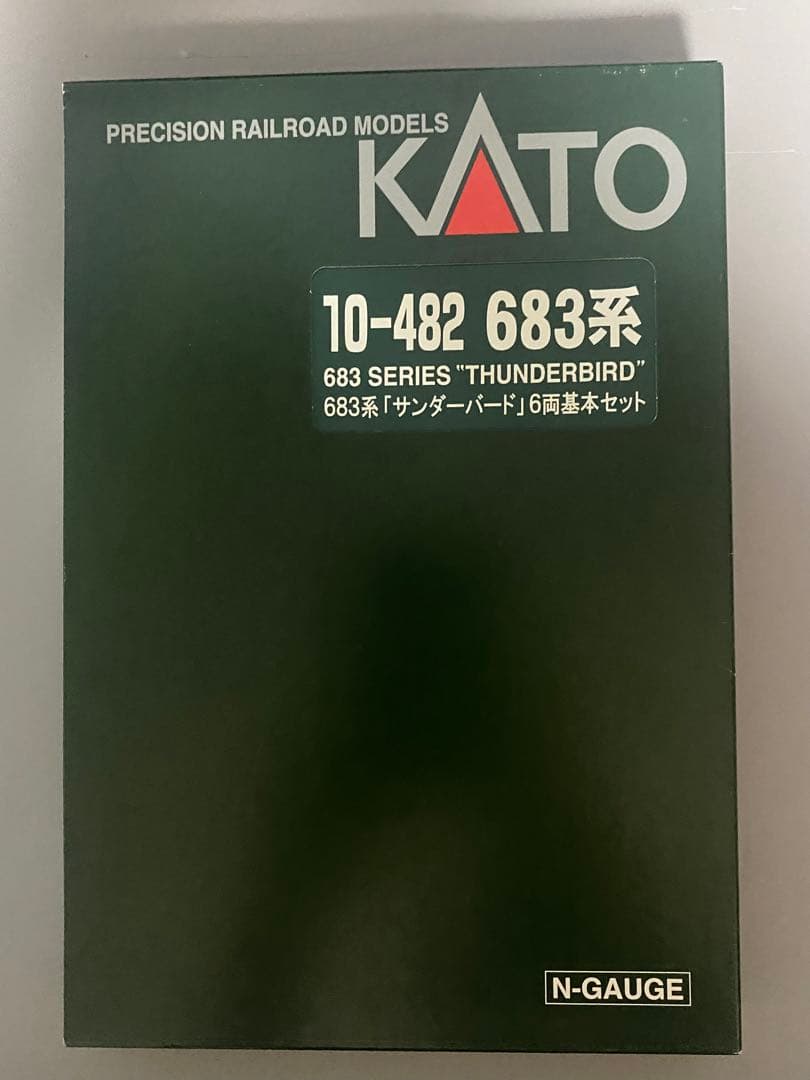 PRECISION RAILROAD MODELS
KATO
10-482 683系
683 SERIES "THUNDERBIRD"
683系「サンダーバード」6両基本セット
N-GAUGE